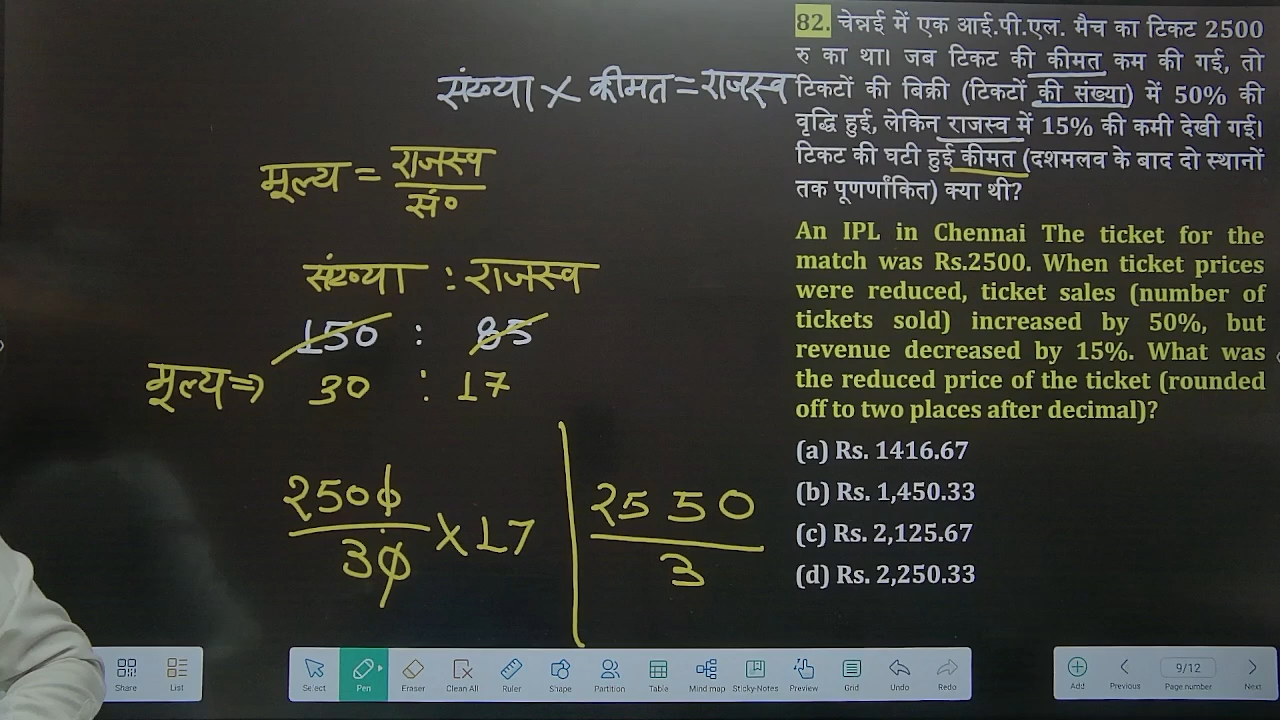 82. चेन्नई में एक आई.पी.एल. मैच का टिकट 2500
रु का था। जब टिकट की कीमत कम की गई, तो
टिकटों की बिक्री (टिकटों की संख्या) में 50% की
वृद्धि हुई, लेकिन राजस्व में 15% की कमी देखी गई।
टिकट की घटी हुई कीमत (दशमलव के बाद दो स्थानों
तक पूणर्णांकित) क्या थी?
An IPL in Chennai The ticket for the
match was Rs.2500. When ticket prices
were reduced, ticket sales (number of
tickets sold) increased by 50%, but
revenue decreased by 15%. What was
the reduced price of the ticket (rounded
off to two places after decimal)?
(a) Rs. 1416.67
(b) Rs. 1,450.33
(c) Rs. 2,125.67
(d) Rs. 2,250.33
संख्या × कीमत = राजस्व
मूल्य = राजस्व
सं॰
संख्या : राजस्व
150 : 85
मूल्य ⇒ 30 : 17
2500
30 × 17
2550
3
Share List
Select Pen Eraser Clean All Ruler Shape Partition Table Mind map Sticky-Notes Preview Grid Undo Redo
Add Previous 9/12 Page number Next